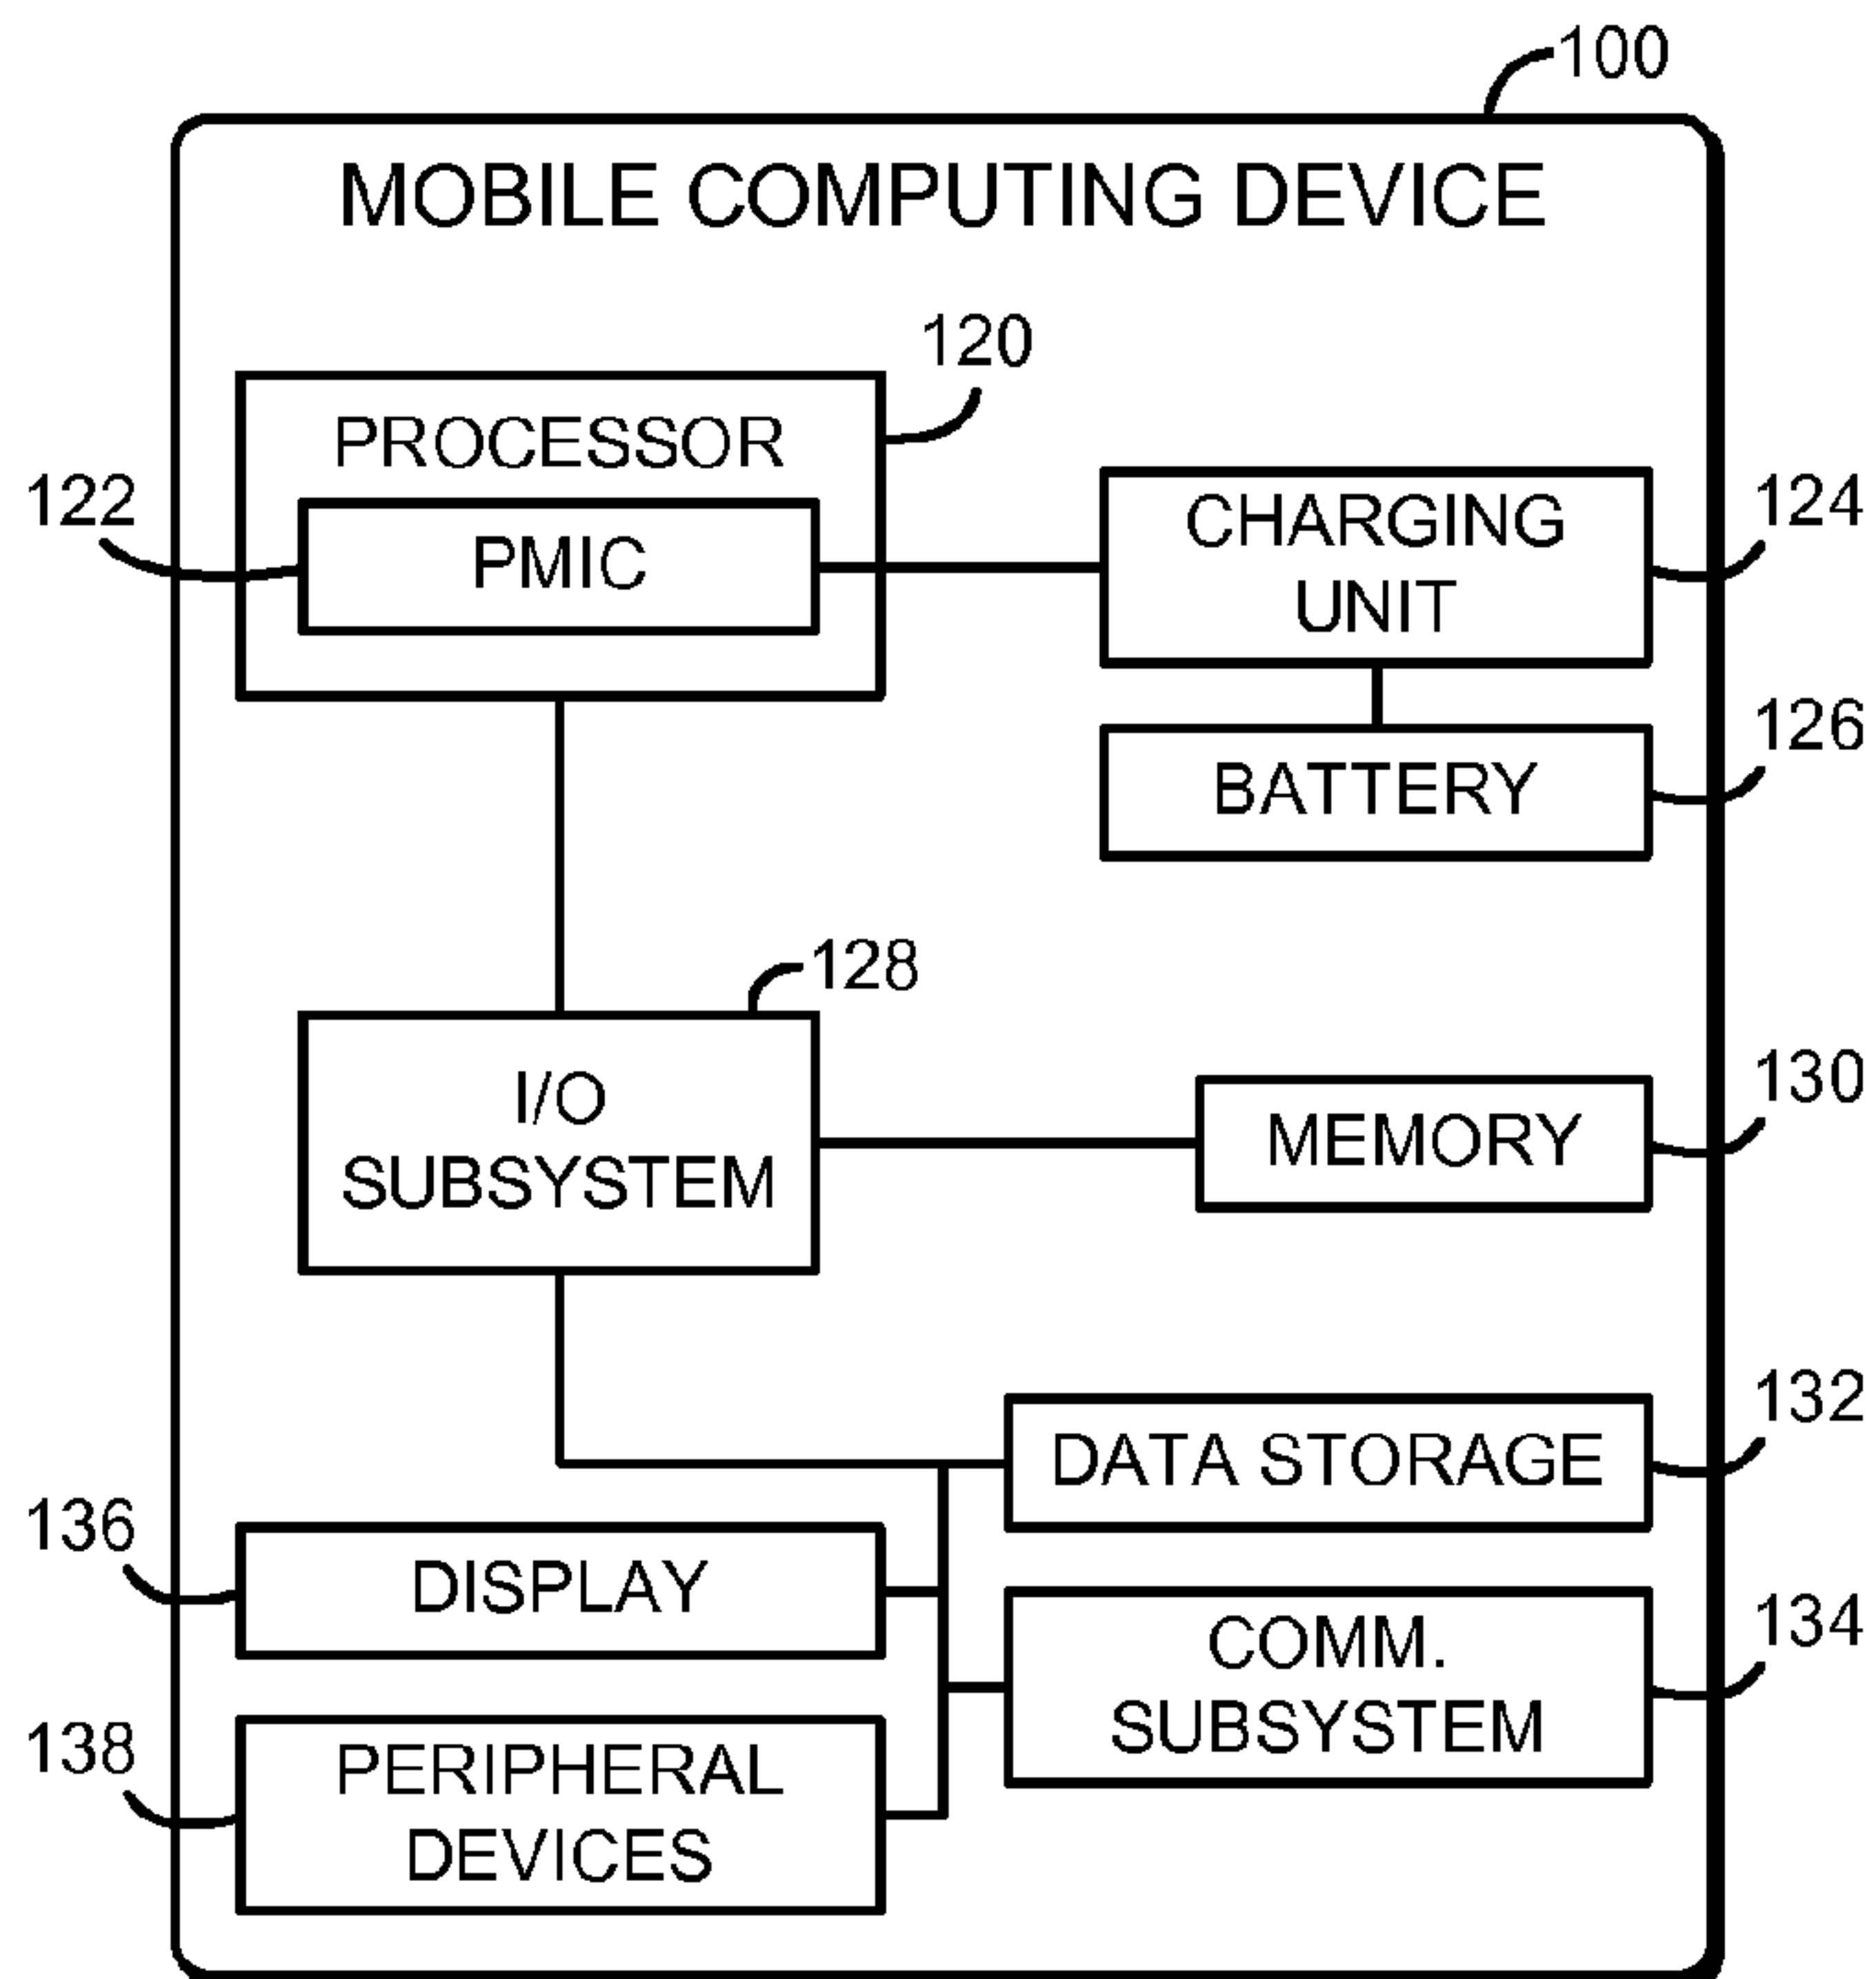 100
MOBILE COMPUTING DEVICE
120
PROCESSOR
122
PMIC
CHARGING
UNIT
124
126
BATTERY
128
I/O
SUBSYSTEM
130
MEMORY
132
DATA STORAGE
136
DISPLAY
134
COMM.
SUBSYSTEM
138
PERIPHERAL
DEVICES